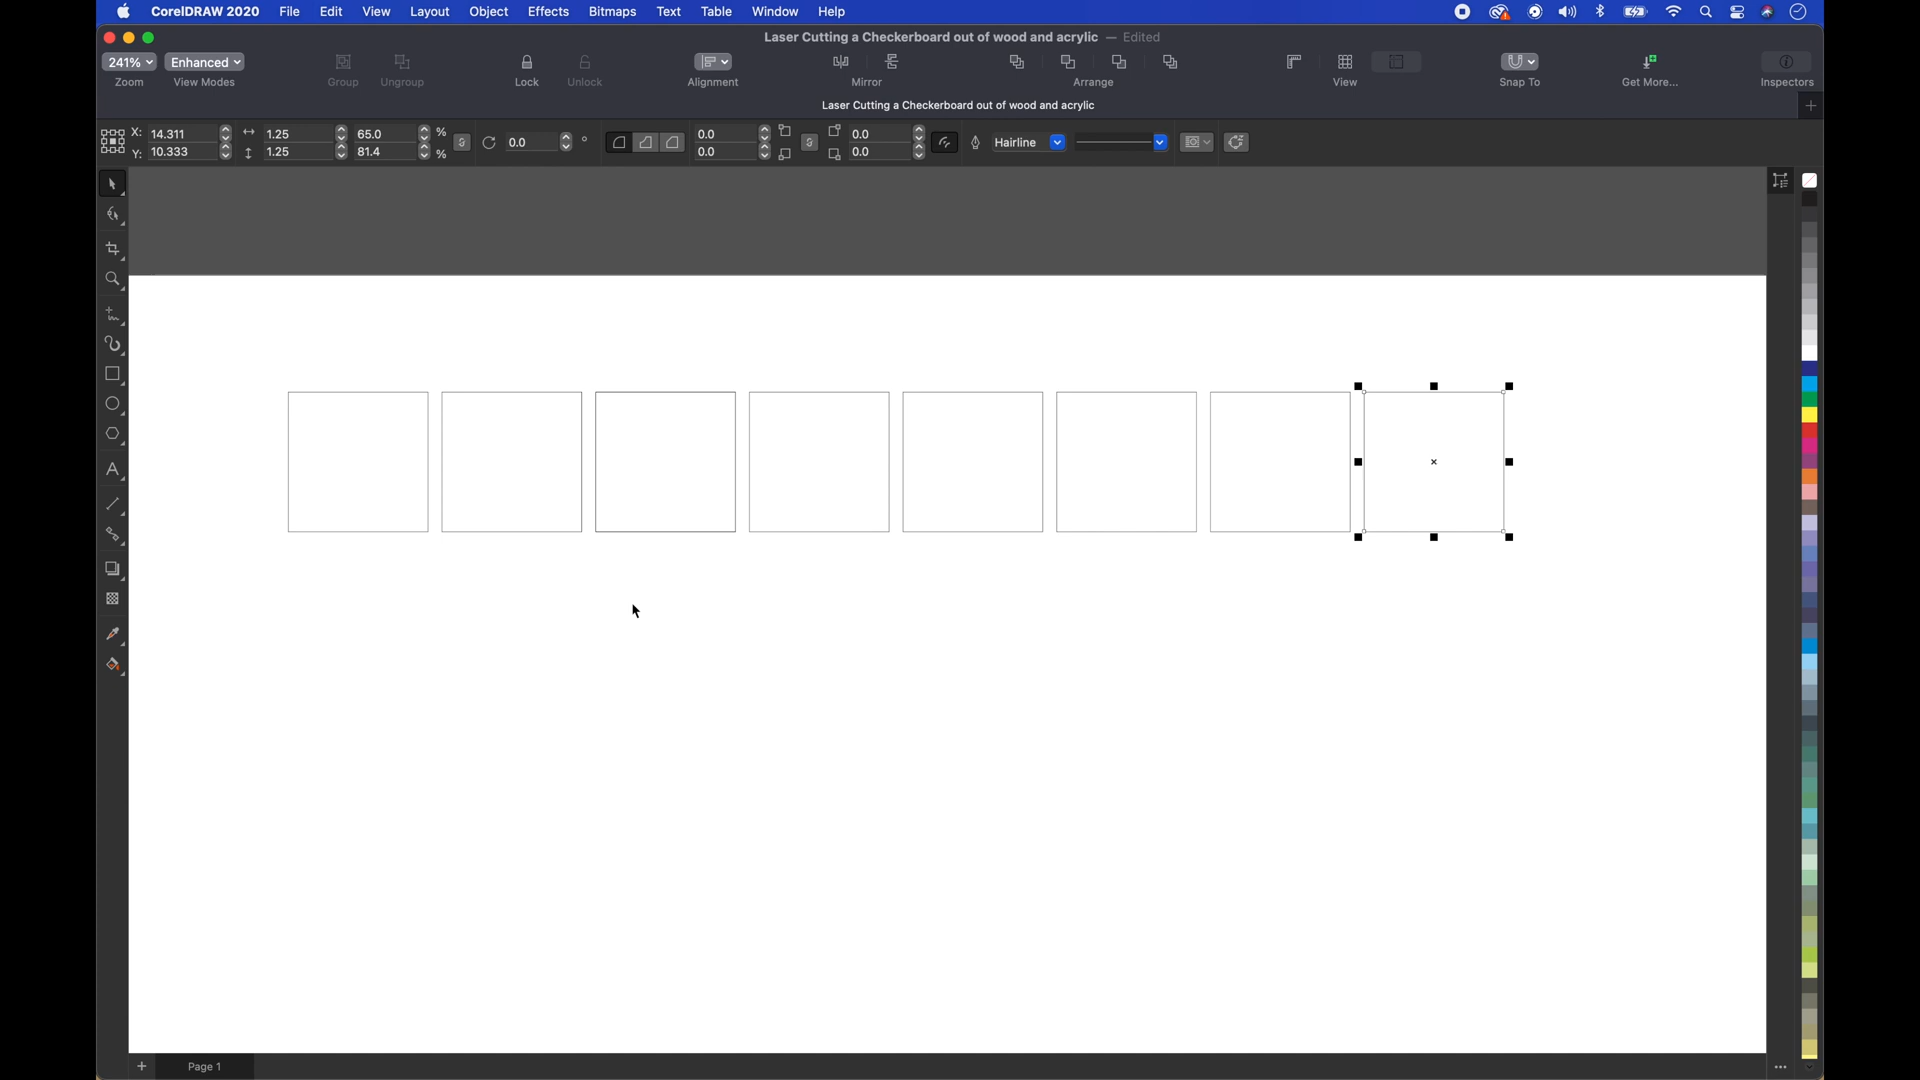 CorelDRAW 2020 File Edit View Layout Object Effects Bitmaps Text Table Window Help
Laser Cutting a Checkerboard out of wood and acrylic — Edited
241% Enhanced
Zoom View Modes Group Ungroup Lock Unlock Alignment Mirror Arrange View Snap To Get More... Inspectors
Laser Cutting a Checkerboard out of wood and acrylic
X: 14.311 1.25 65.0 % 0.0 ° 0.0 0.0 Hairline
Y: 10.333 1.25 81.4 % 0.0 0.0
Page 1